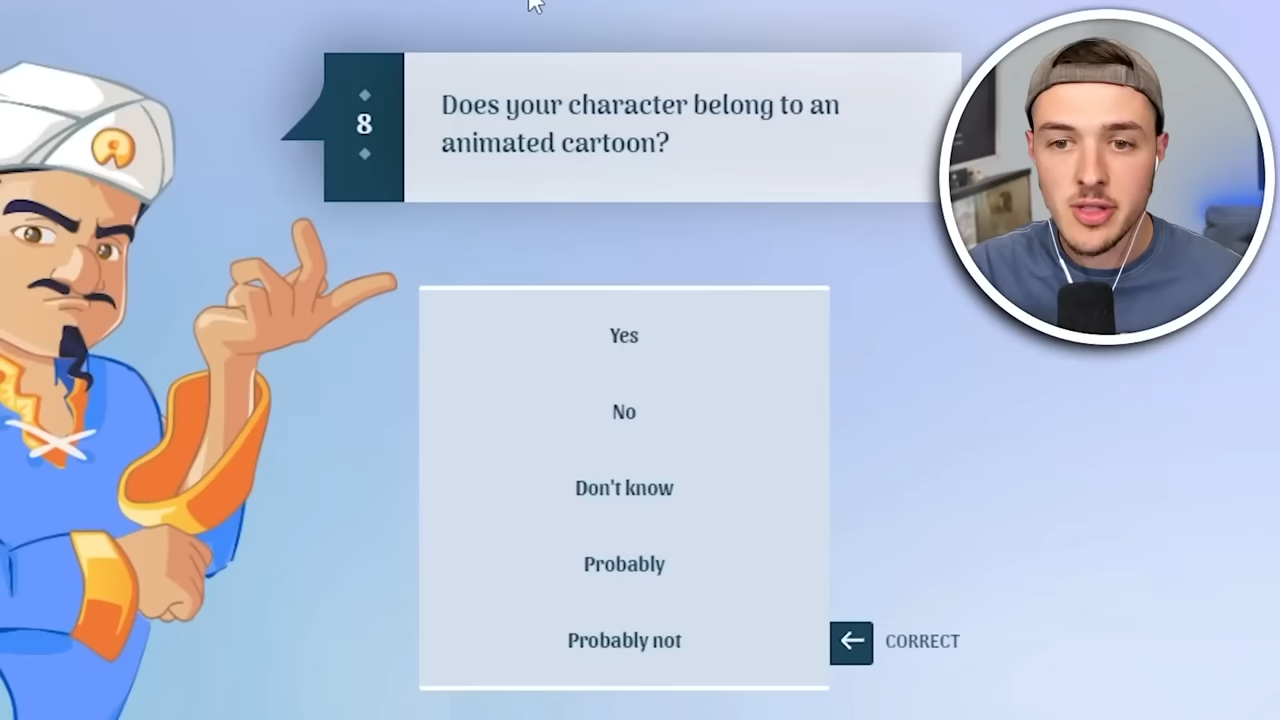 8
Does your character belong to an
animated cartoon?
Yes
No
Don't know
Probably
Probably not
CORRECT